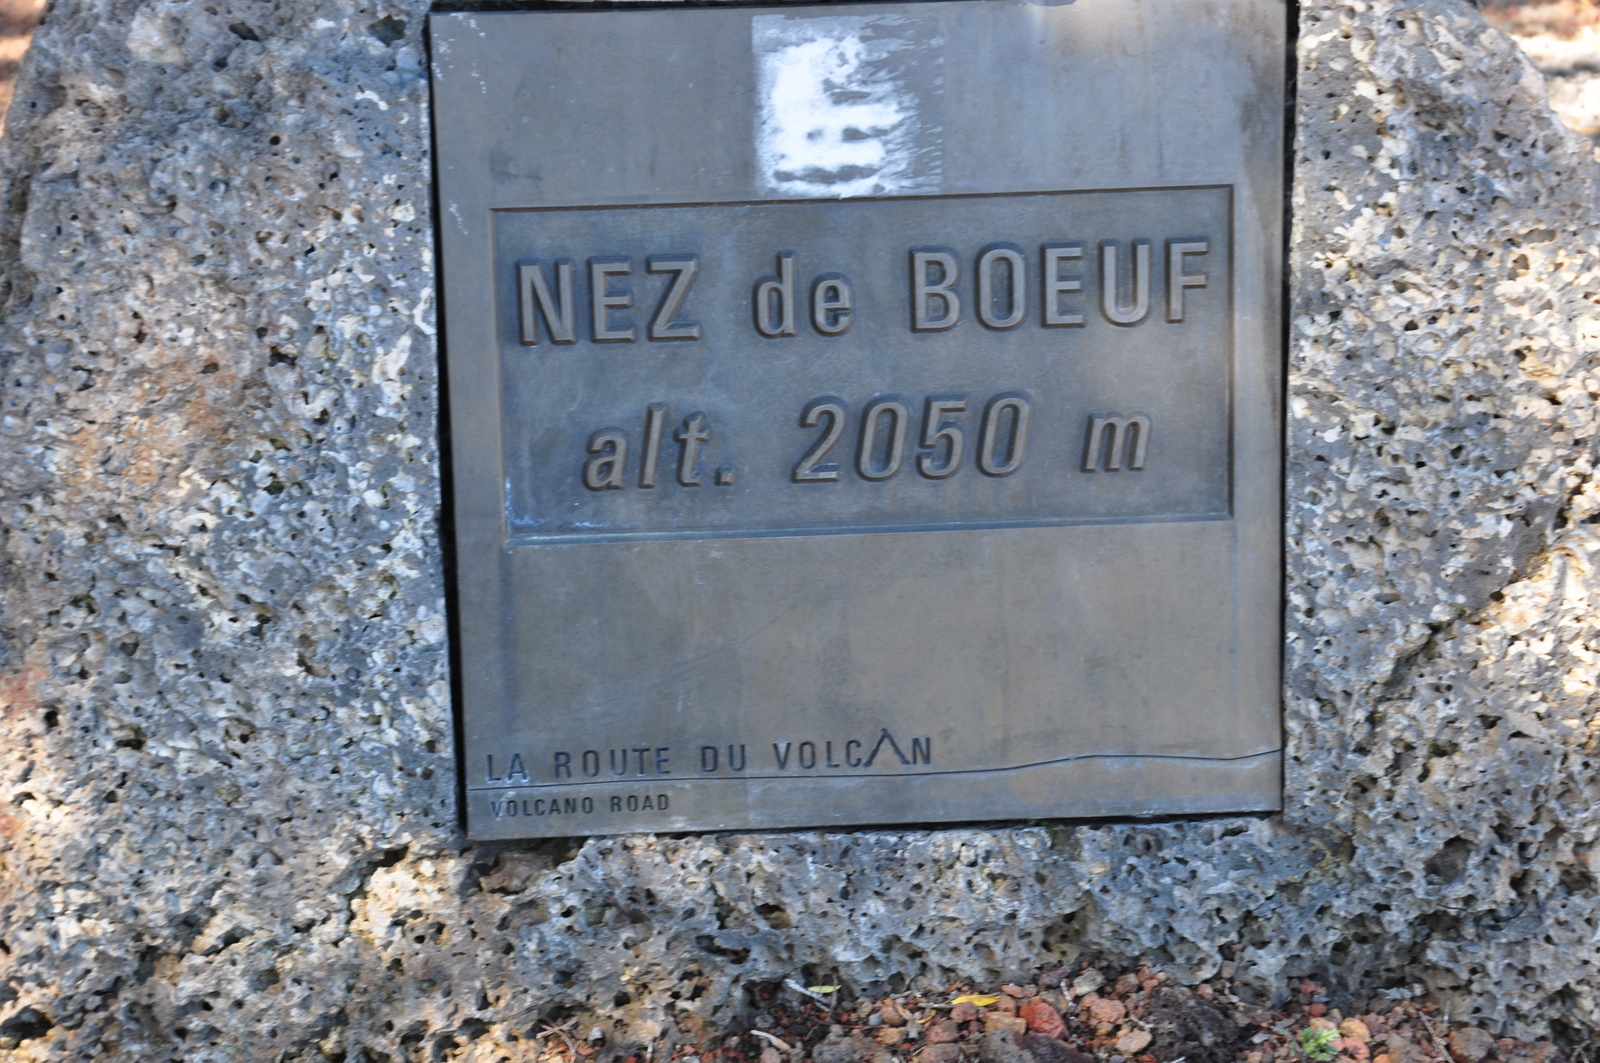 NEZ de BOEUF
alt. 2050 m
LA ROUTE DU VOLCAN
VOLCANO ROAD